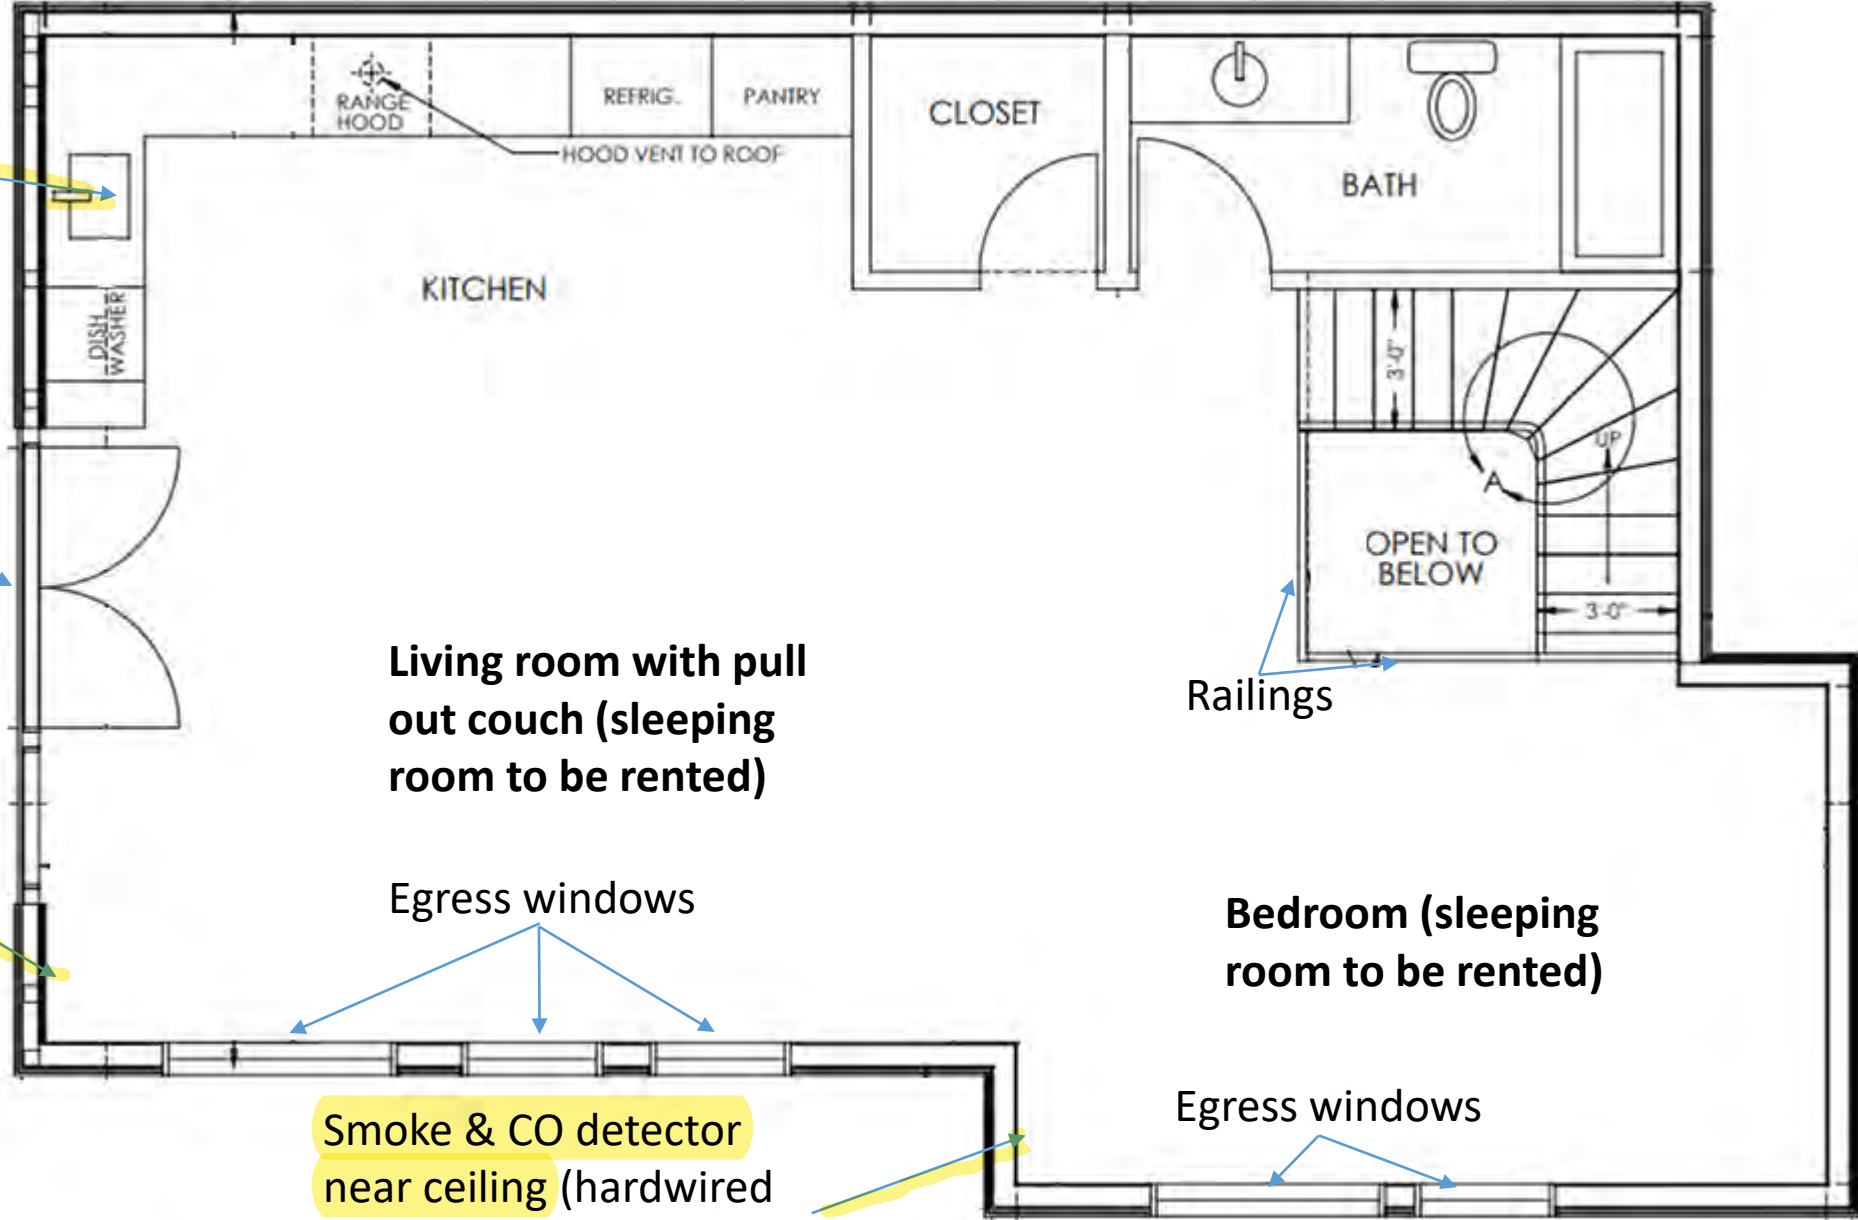 RANGE
HOOD
REFRIG.
PANTRY
CLOSET
HOOD VENT TO ROOF
BATH
KITCHEN
DISH
WASHER
3'-0"
UP
A
OPEN TO
BELOW
3'-0"
Living room with pull
out couch (sleeping
room to be rented)
Railings
Egress windows
Bedroom (sleeping
room to be rented)
Egress windows
Smoke & CO detector
near ceiling (hardwired